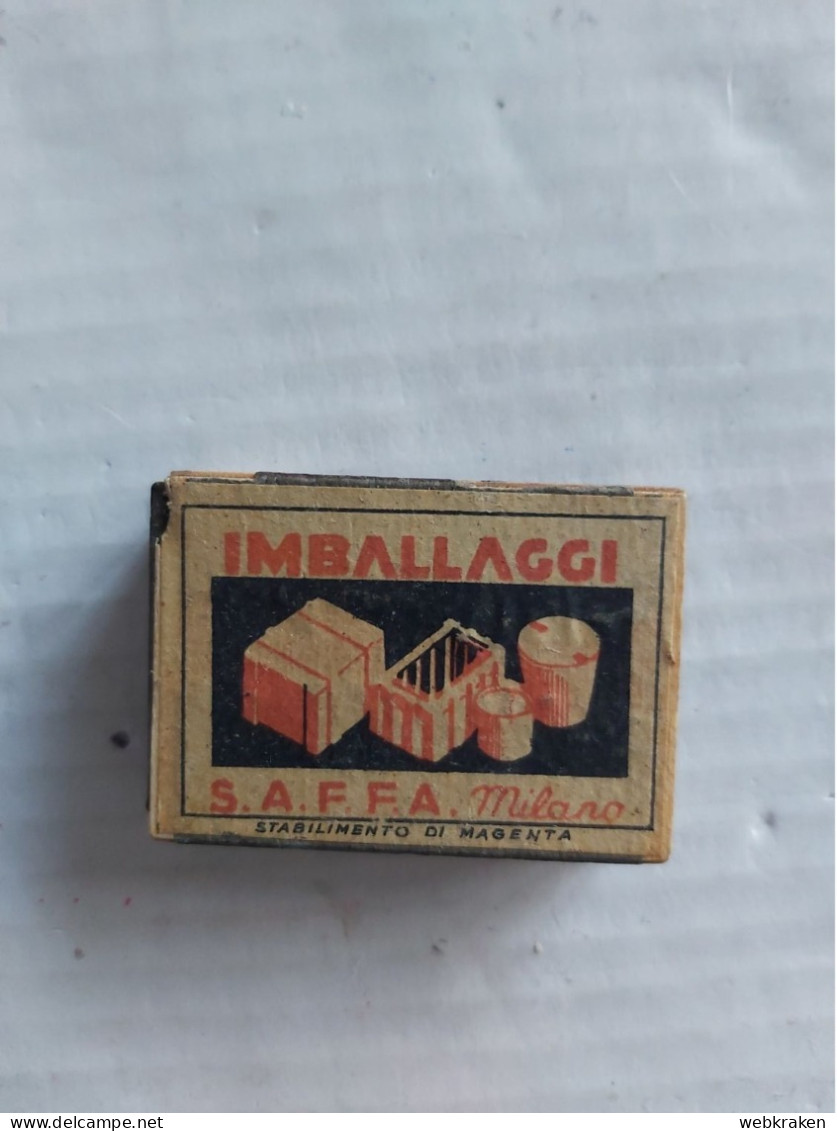 IMBALLAGGI
S.A.F.F.A. Milano
STABILIMENTO DI MAGENTA
www.delcampe.net
webkraken